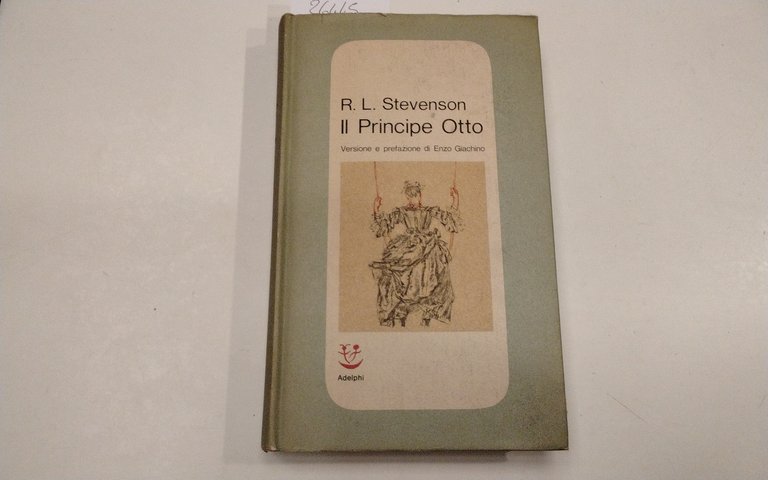 R. L. Stevenson
Il Principe Otto
Versione e prefazione di Enzo Giachino
Adelphi